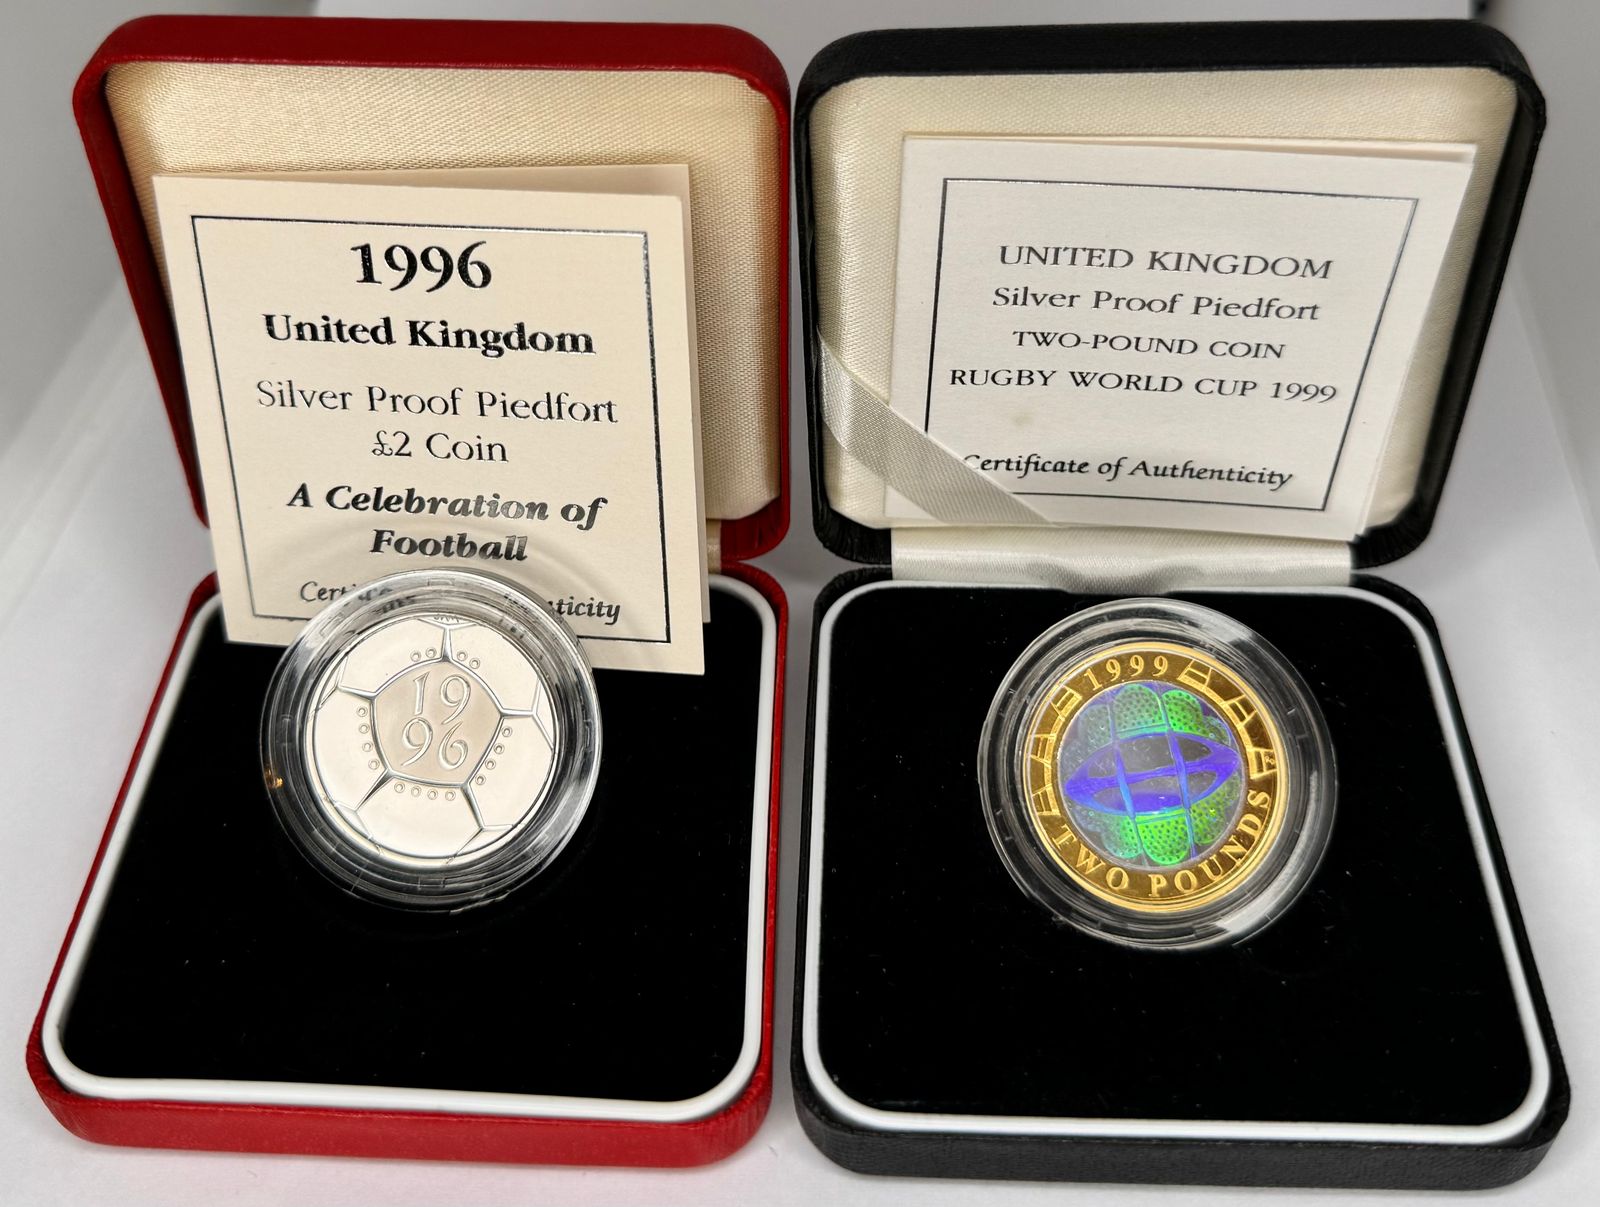 1996
United Kingdom
Silver Proof Piedfort
£2 Coin
A Celebration of
Football
19
96
UNITED KINGDOM
Silver Proof Piedfort
TWO-POUND COIN
RUGBY WORLD CUP 1999
Certificate of Authenticity
1999
TWO POUNDS